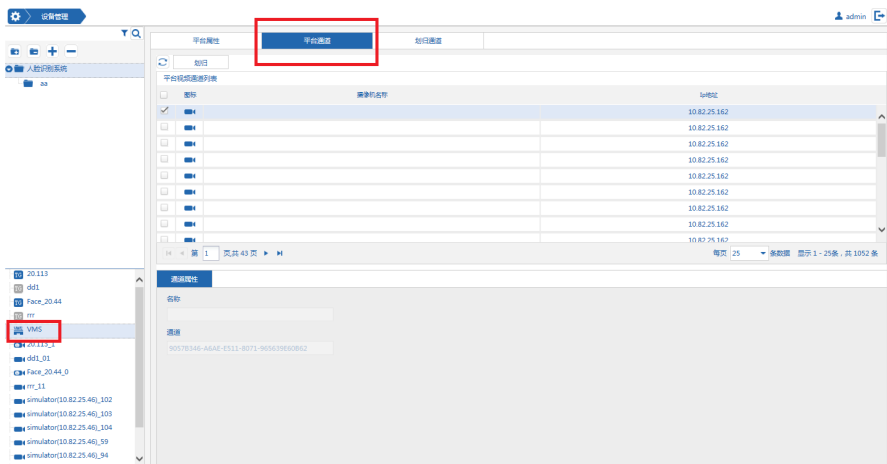 设备管理
admin
平台属性 平台通道 划归通道
划归
人脸识别系统
aa
平台视频通道列表
图标 摄像机名称 Ip地址
10.82.25.162
10.82.25.162
10.82.25.162
10.82.25.162
10.82.25.162
10.82.25.162
10.82.25.162
10.82.25.162
10.82.25.162
第 1 页,共 43 页
每页 25 条数据 显示 1 - 25条，共 1052 条
20.113
dd1
Face_20.44
rrr
VMS
20.113_1
dd1_01
Face_20.44_0
rrr_11
simulator(10.82.25.46)_102
simulator(10.82.25.46)_103
simulator(10.82.25.46)_104
simulator(10.82.25.46)_59
simulator(10.82.25.46)_94
通道属性
名称
通道